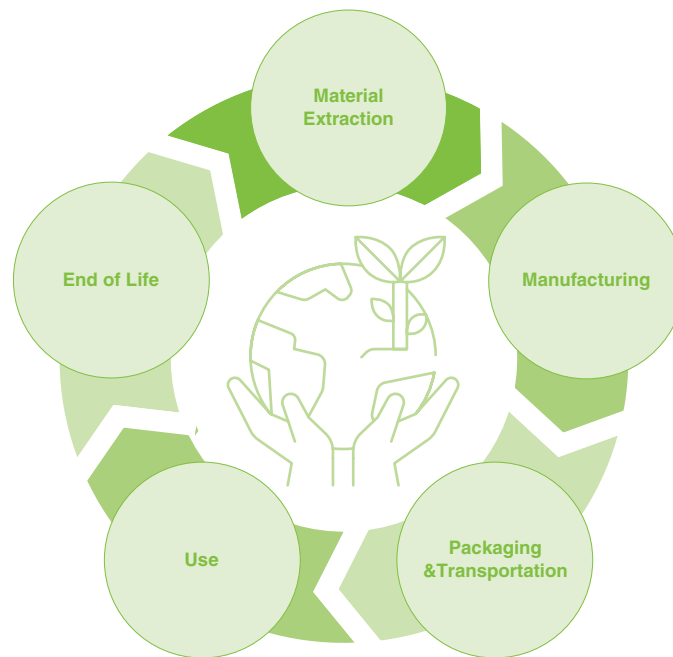 Material
Extraction
Manufacturing
Packaging
&Transportation
Use
End of Life